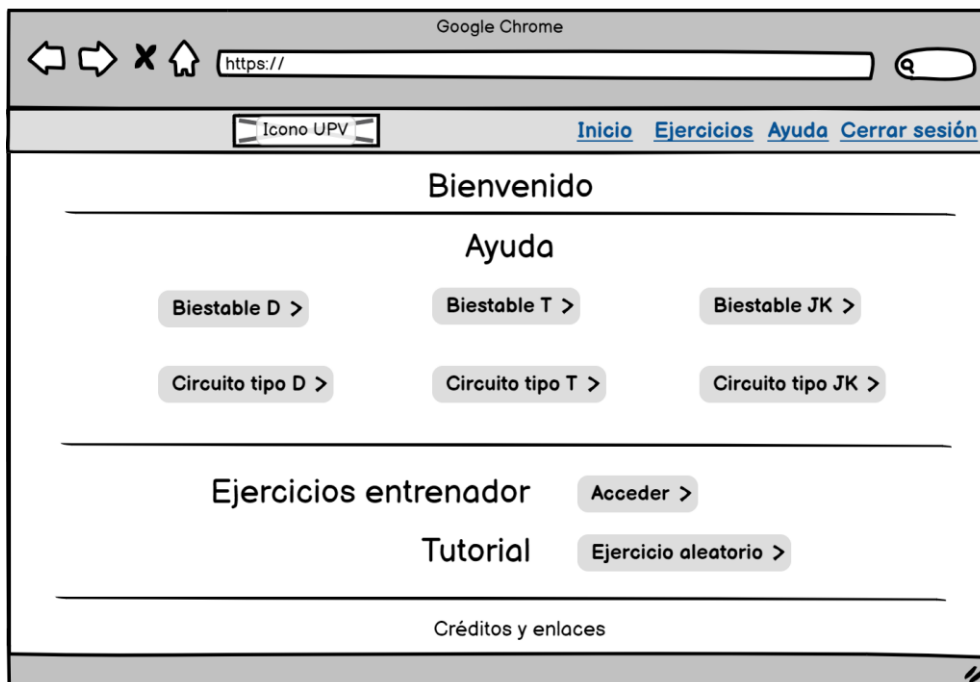 Google Chrome
https://
Icono UPV
Inicio Ejercicios Ayuda Cerrar sesión
Bienvenido
Ayuda
Biestable D > Biestable T > Biestable JK >
Circuito tipo D > Circuito tipo T > Circuito tipo JK >
Ejercicios entrenador Acceder >
Tutorial Ejercicio aleatorio >
Créditos y enlaces